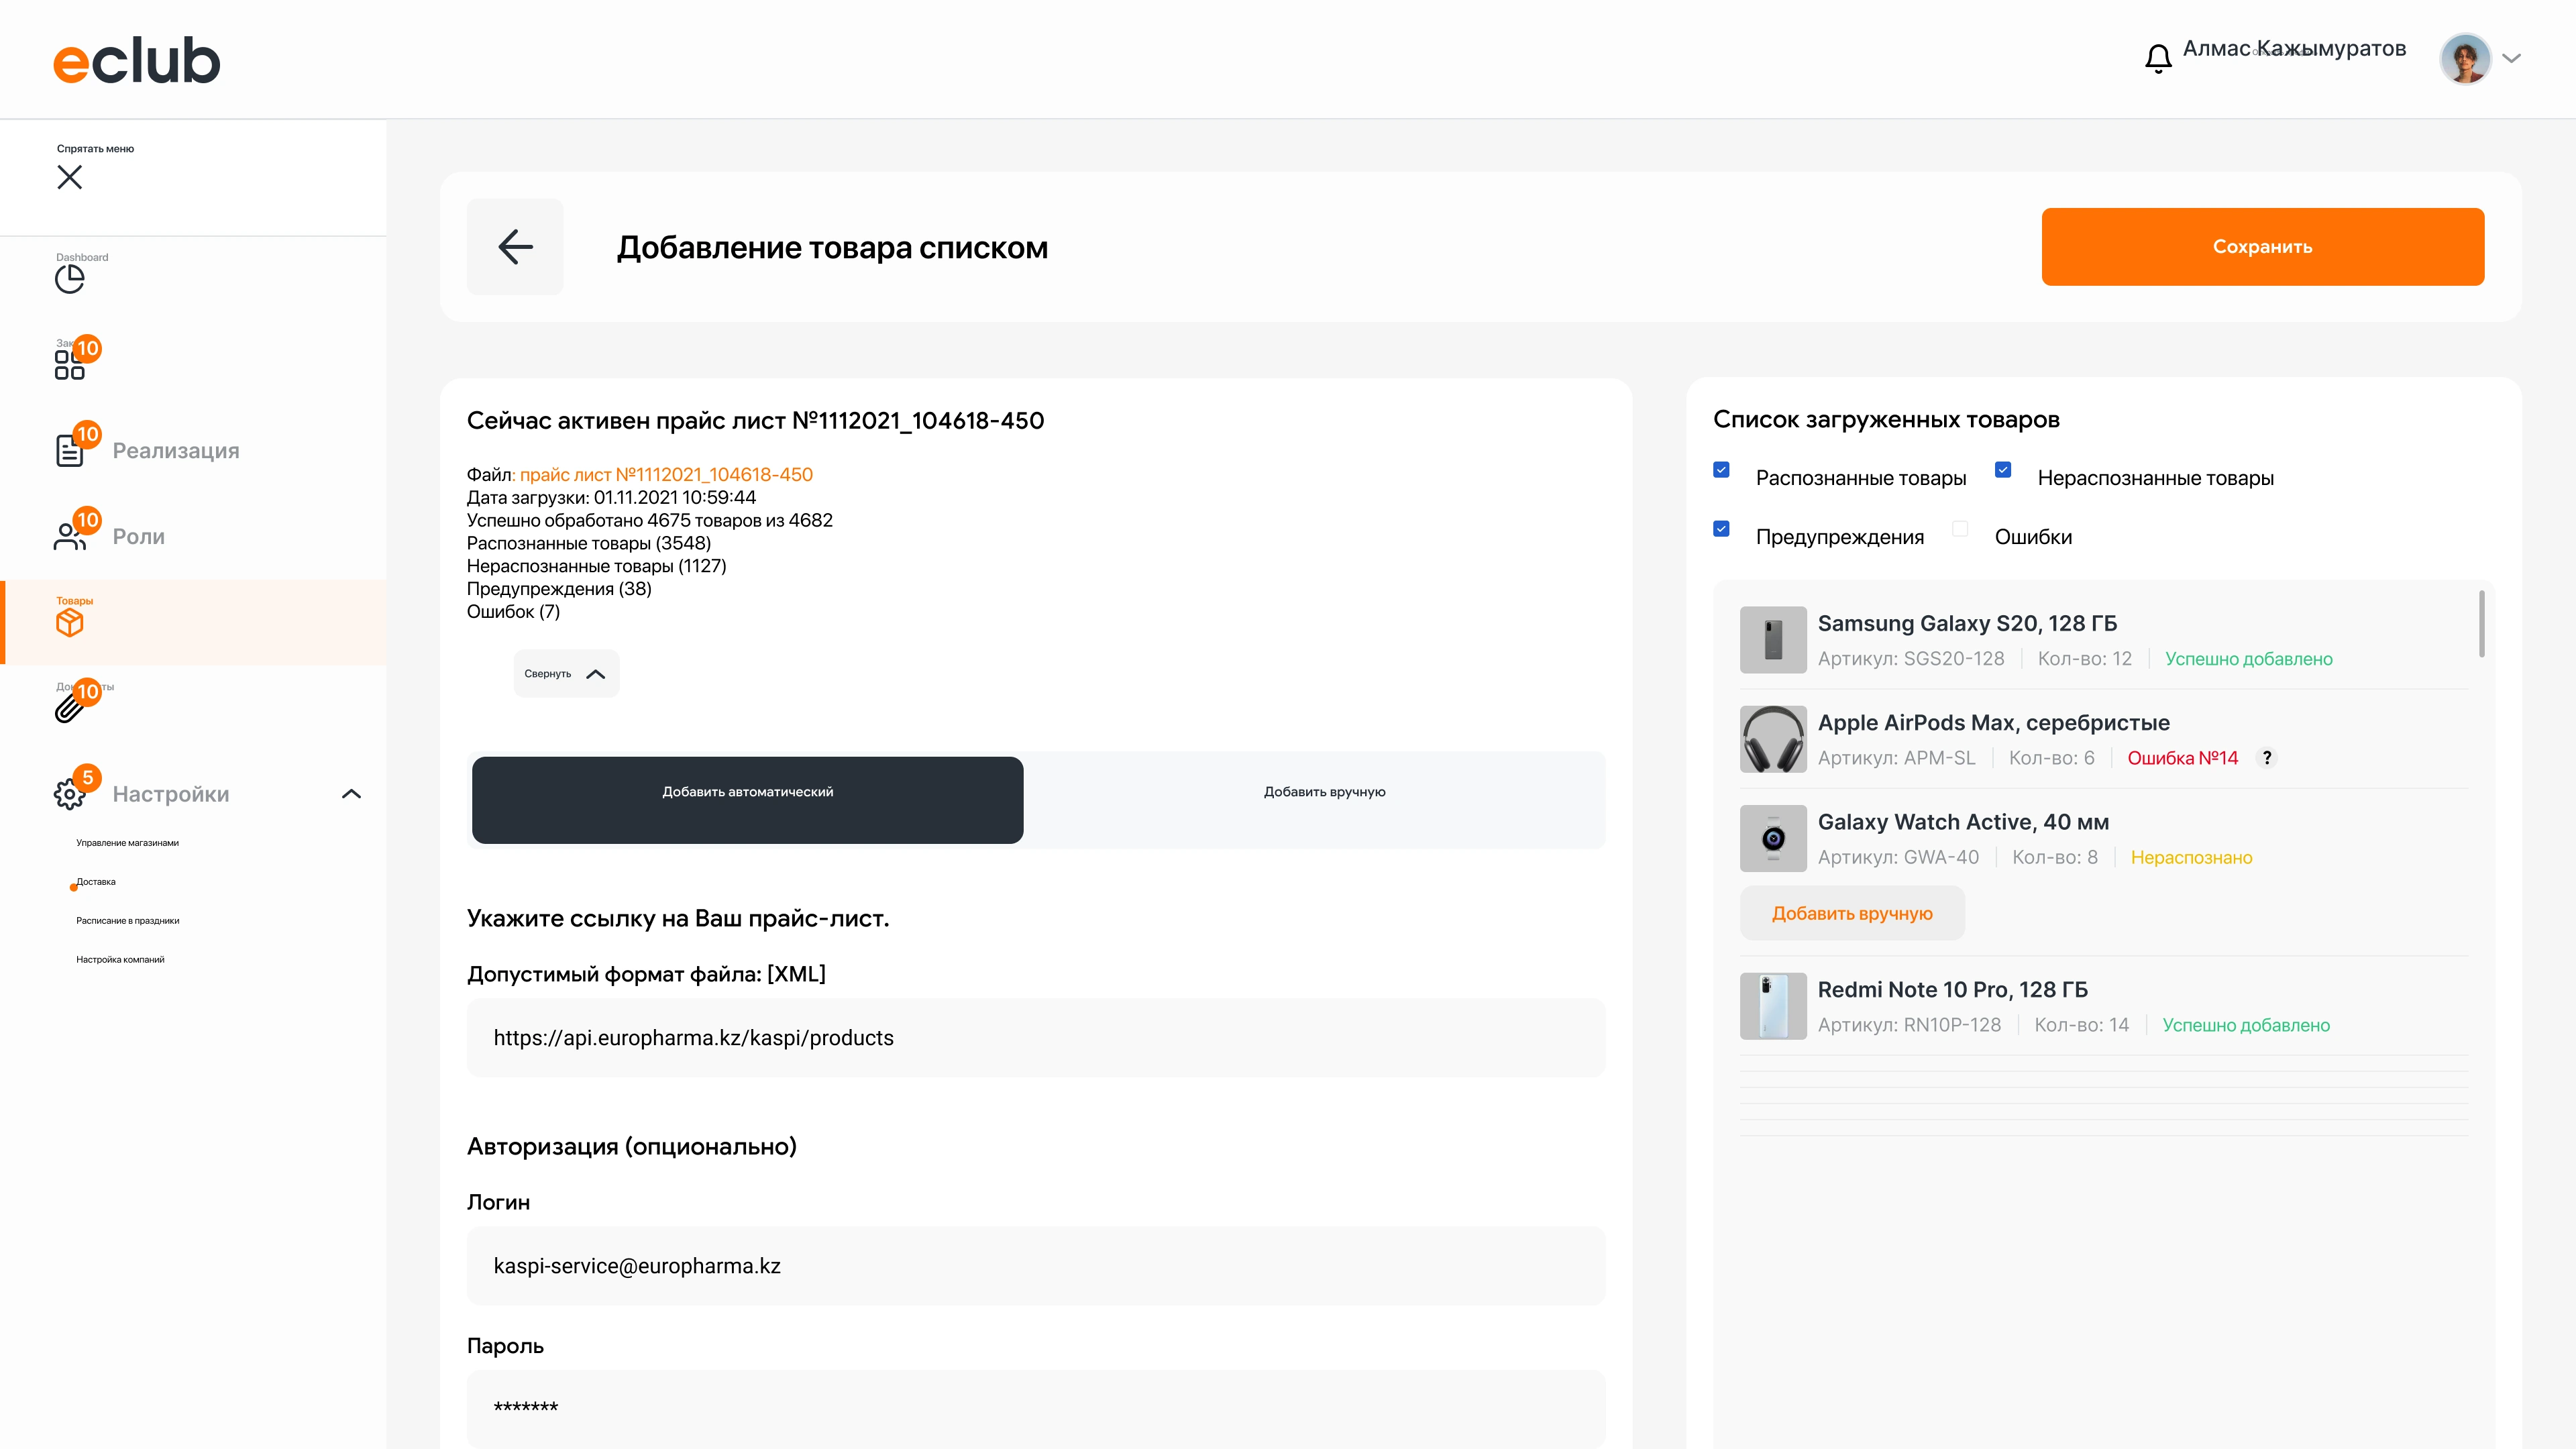 eclub
Алмас Кажымуратов
Спрятать меню
Dashboard
10
10
Реализация
10
Роли
Товары
10
5
Настройки
Управление магазинами
Доставка
Расписание в праздники
Настройка компаний
Добавление товара списком
Сохранить
Сейчас активен прайс лист №1112021_104618-450
Файл: прайс лист №1112021_104618-450
Дата загрузки: 01.11.2021 10:59:44
Успешно обработано 4675 товаров из 4682
Распознанные товары (3548)
Нераспознанные товары (1127)
Предупреждения (38)
Ошибок (7)
Свернуть
Добавить автоматический
Добавить вручную
Укажите ссылку на Ваш прайс-лист.
Допустимый формат файла: [XML]
https://api.europharma.kz/kaspi/products
Авторизация (опционально)
Логин
kaspi-service@europharma.kz
Пароль
*******
Список загруженных товаров
Распознанные товары
Нераспознанные товары
Предупреждения
Ошибки
Samsung Galaxy S20, 128 ГБ
Артикул: SGS20-128 Кол-во: 12 Успешно добавлено
Apple AirPods Max, серебристые
Артикул: APM-SL Кол-во: 6 Ошибка №14 ?
Galaxy Watch Active, 40 мм
Артикул: GWA-40 Кол-во: 8 Нераспознано
Добавить вручную
Redmi Note 10 Pro, 128 ГБ
Артикул: RN10P-128 Кол-во: 14 Успешно добавлено